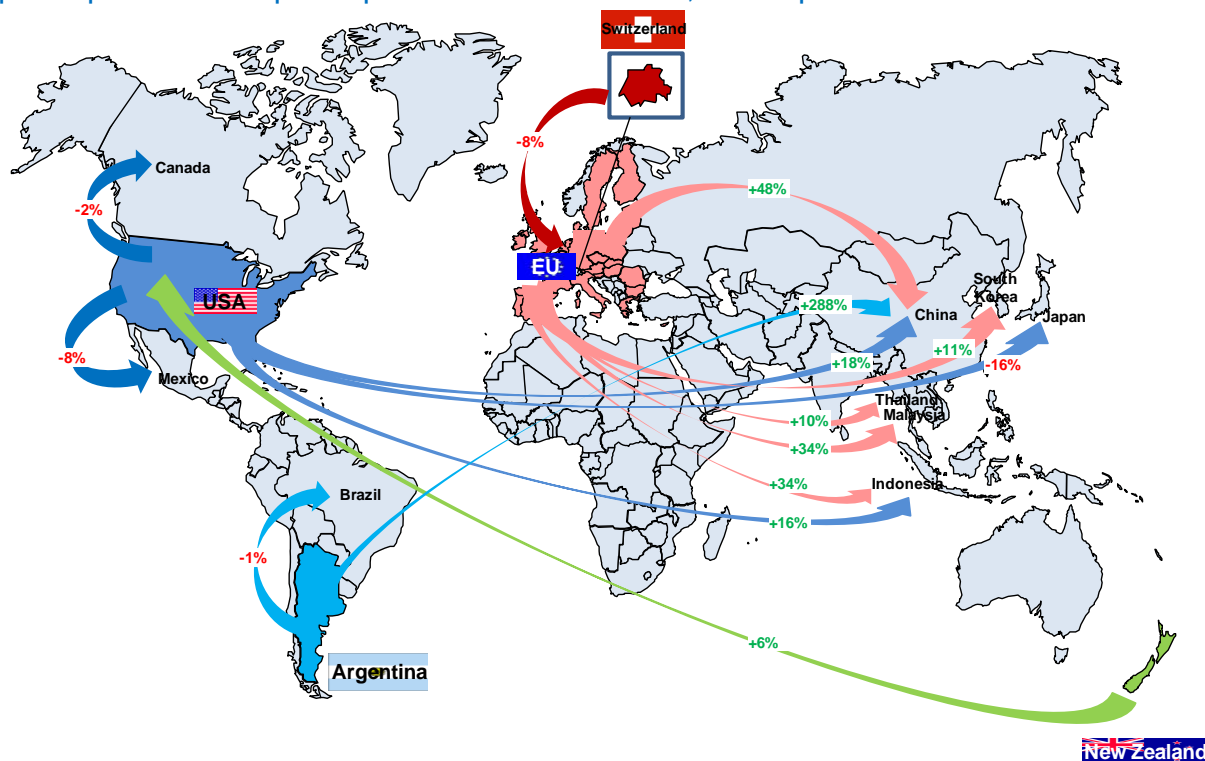 Switzerland
-8%
Canada
+48%
-2%
EU
South
Korea
USA
+288%
China
Japan
-8%
Mexico
+18%
+11%
-16%
Thailand
Malaysia
+10%
+34%
Brazil
+34%
Indonesia
+16%
-1%
+6%
Argentina
New Zealand